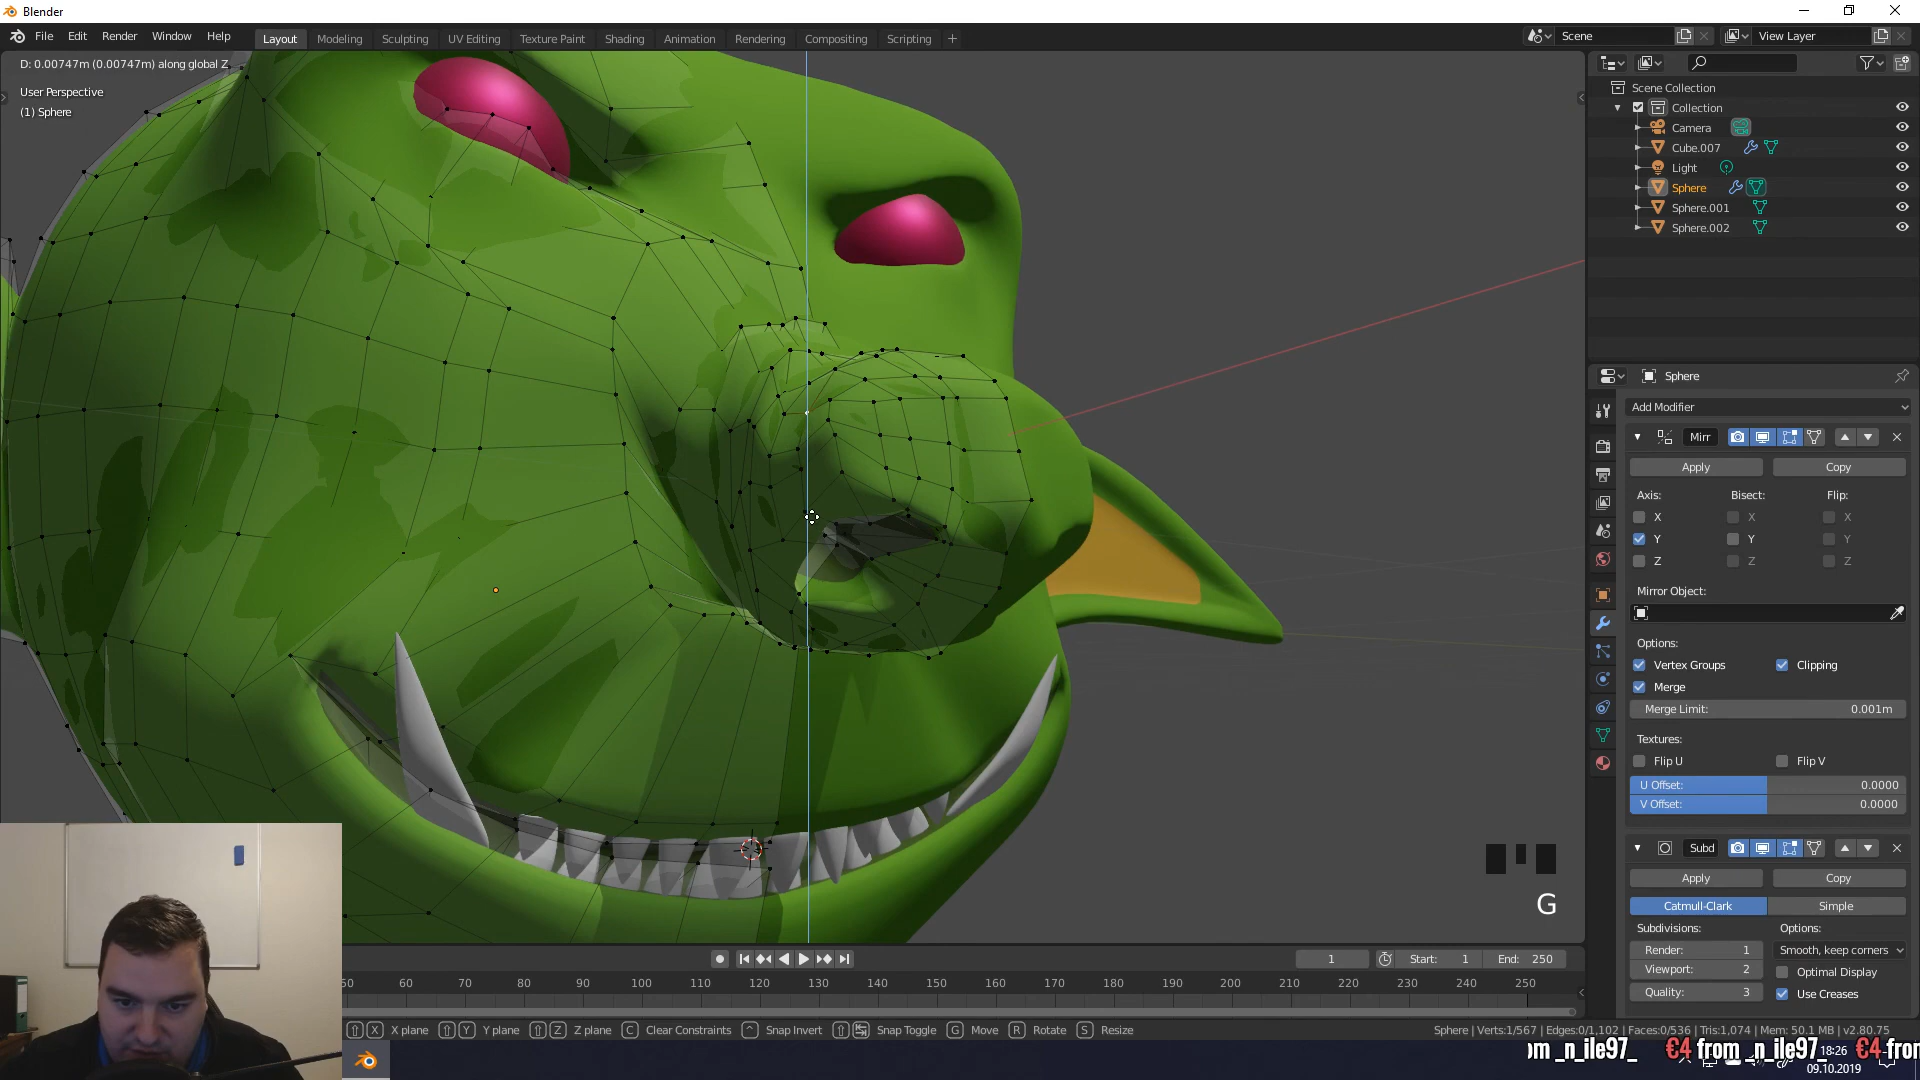 Blender
File Edit Render Window Help
Layout Modeling Sculpting UV Editing Texture Paint Shading Animation Rendering Compositing Scripting +
Scene
View Layer
D: 0.00747m (0.00747m) along global Z
User Perspective
(1) Sphere
Scene Collection
Collection
Camera
Cube.007
Light
Sphere
Sphere.001
Sphere.002
Sphere
Add Modifier
Mirr
Apply Copy
Axis: Bisect: Flip:
X X X
Y Y Y
Z Z Z
Mirror Object:
Options:
Vertex Groups Clipping
Merge
Merge Limit: 0.001m
Textures:
Flip U Flip V
U Offset: 0.0000
V Offset: 0.0000
Subd
Apply Copy
Catmull-Clark Simple
Subdivisions: Options:
Render: 1 Smooth, keep corners
Viewport: 2 Optimal Display
Quality: 3 Use Creases
G
1 Start: 1 End: 250
50 60 70 80 90 100 110 120 130 140 150 160 170 180 190 200 210 220 230 240 250
X X plane Y Y plane Z Z plane C Clear Constraints ^ Snap Invert Snap Toggle G Move R Rotate S Resize
Sphere | Verts:1/567 | Edges:0/1,102 | Faces:0/536 | Tris:1,074 | Mem: 50.1 MB | v2.80.75
om _n_ile97_ €4 from _n_ile97_ €4 fron
18:26
09.10.2019